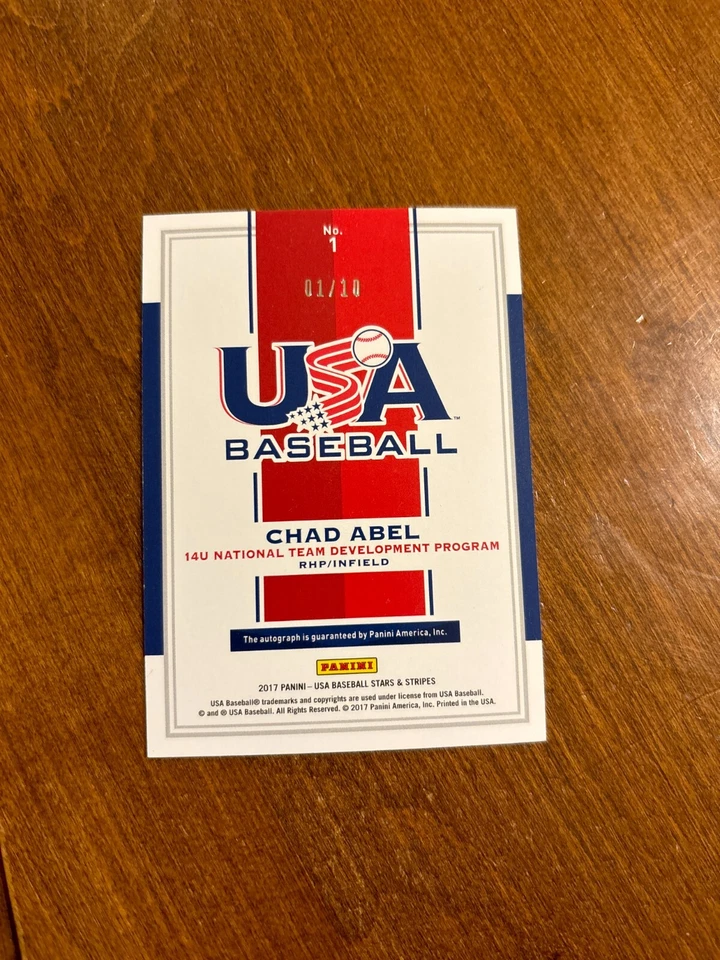 No.
1
01/10
USA
TM
BASEBALL
CHAD ABEL
14U NATIONAL TEAM DEVELOPMENT PROGRAM
RHP/INFIELD
The autograph is guaranteed by Panini America, Inc.
PANINI
2017 PANINI – USA BASEBALL STARS & STRIPES
USA Baseball® trademarks and copyrights are used under license from USA Baseball.
© and ® USA Baseball. All Rights Reserved. © 2017 Panini America, Inc. Printed in the USA.